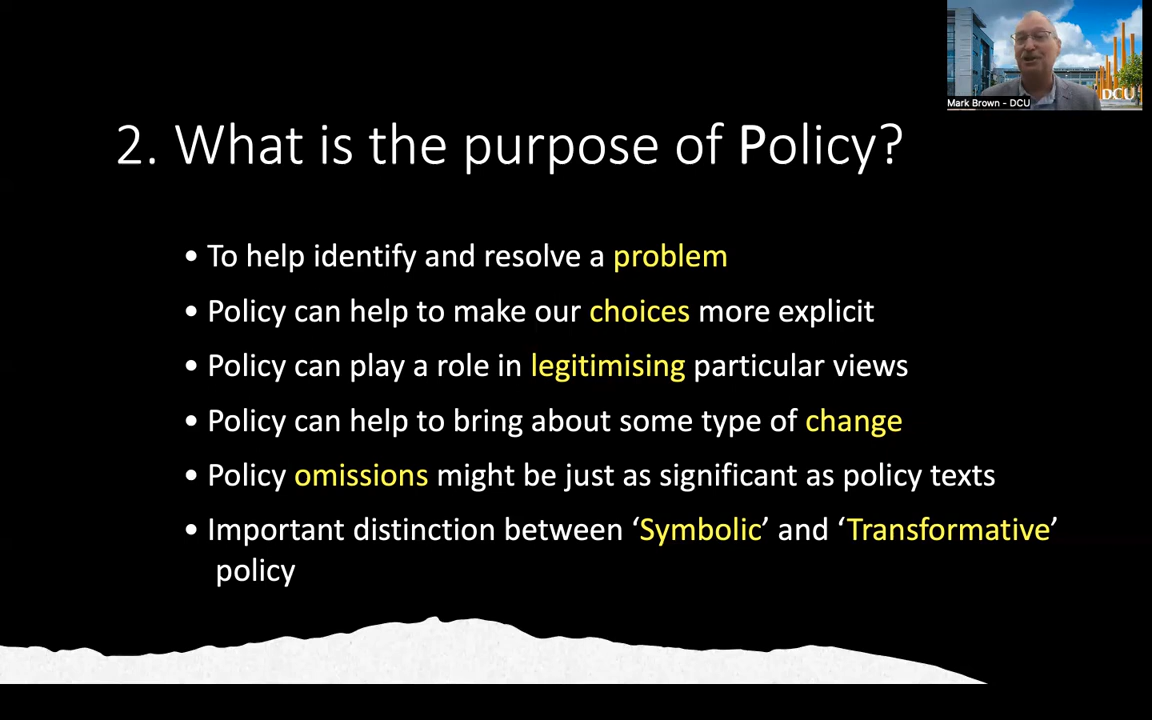 DCU
Mark Brown - DCU
2. What is the purpose of Policy?
• To help identify and resolve a problem
• Policy can help to make our choices more explicit
• Policy can play a role in legitimising particular views
• Policy can help to bring about some type of change
• Policy omissions might be just as significant as policy texts
• Important distinction between ‘Symbolic’ and ‘Transformative’
policy